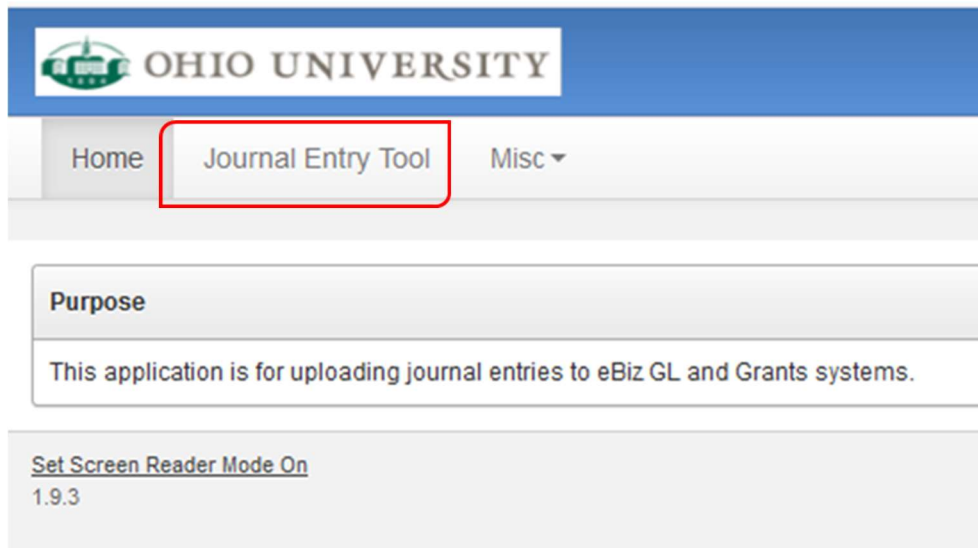 OHIO UNIVERSITY
Home Journal Entry Tool Misc
Purpose
This application is for uploading journal entries to eBiz GL and Grants systems.
Set Screen Reader Mode On
1.9.3